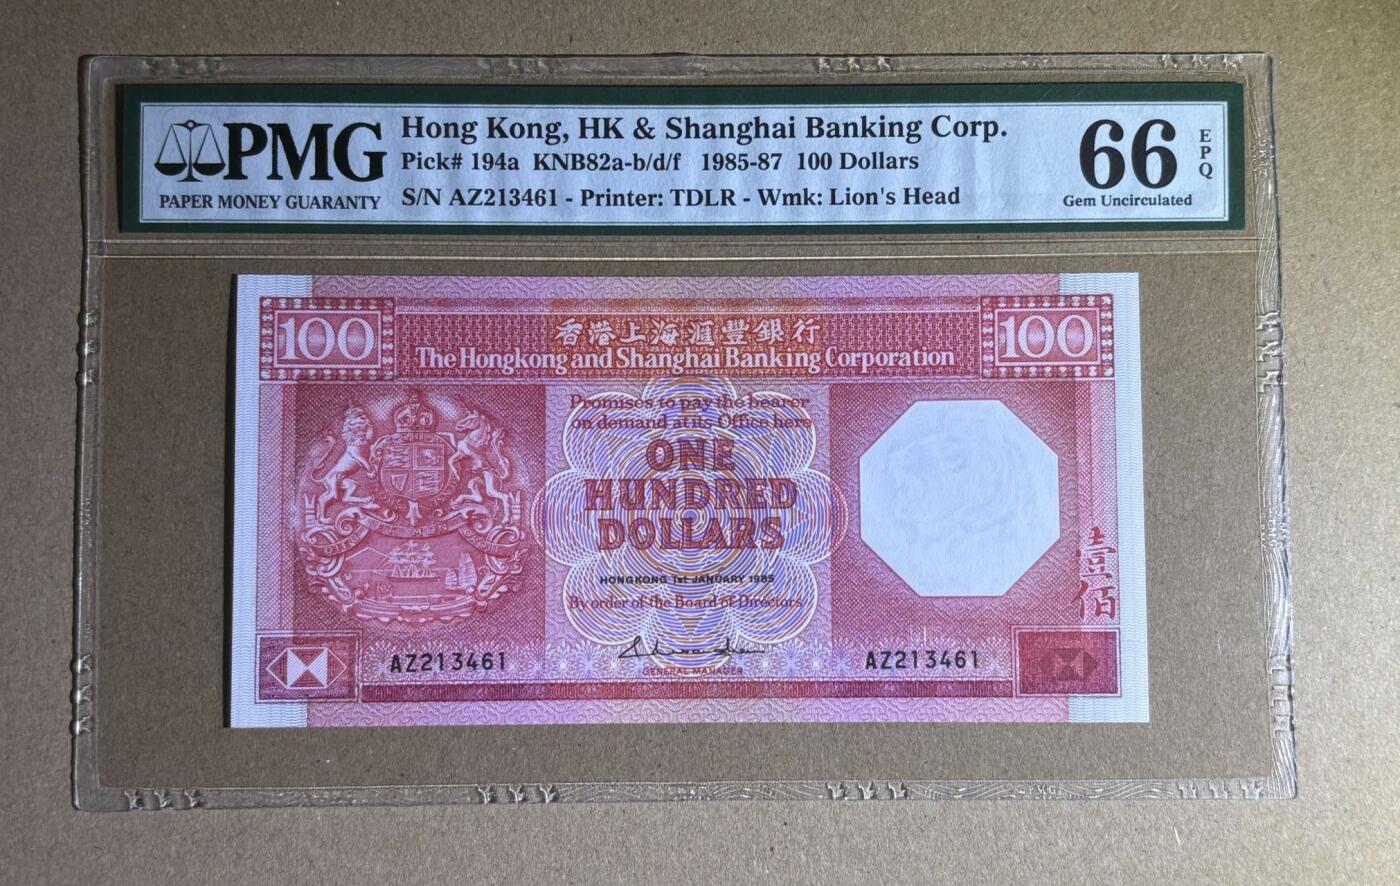 PMG
PAPER MONEY GUARANTY
Hong Kong, HK & Shanghai Banking Corp.
Pick# 194a KNB82a-b/d/f 1985-87 100 Dollars
S/N AZ213461 - Printer: TDLR - Wmk: Lion's Head
66
EPQ
Gem Uncirculated
100
香港上海滙豐銀行
100
The Hongkong and Shanghai Banking Corporation
Promises to pay the bearer
on demand at its Office here
ONE
HUNDRED
DOLLARS
HONGKONG 1st JANUARY 1985
By order of the Board of Directors
壹佰
AZ213461
AZ213461
GENERAL MANAGER